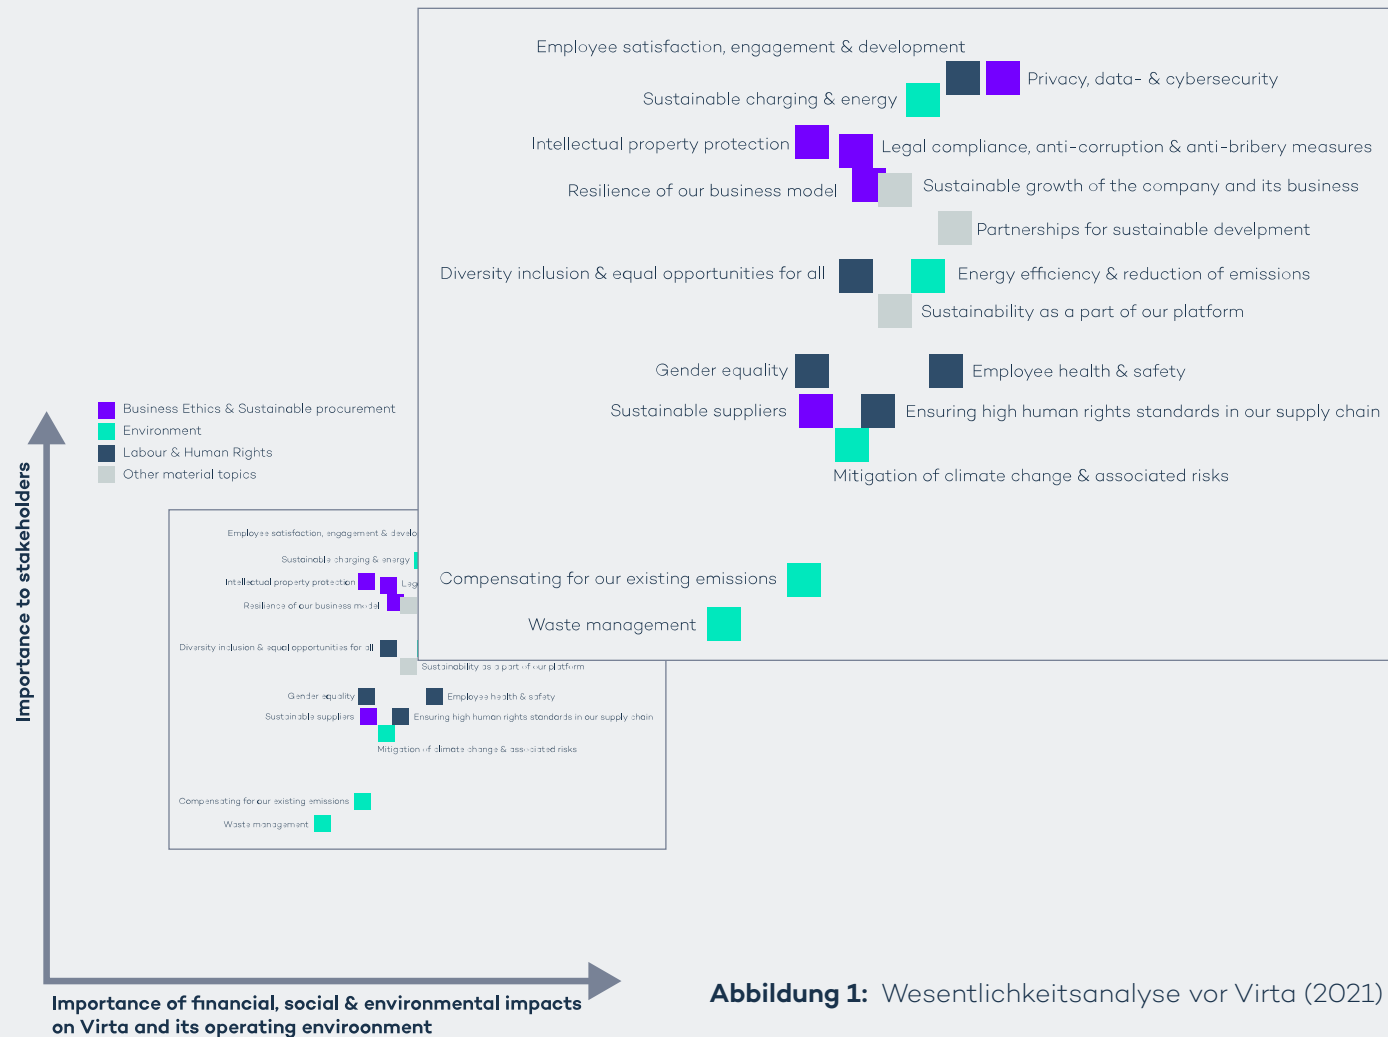 Employee satisfaction, engagement & development
Privacy, data- & cybersecurity
Sustainable charging & energy
Intellectual property protection
Legal compliance, anti-corruption & anti-bribery measures
Resilience of our business model
Sustainable growth of the company and its business
Partnerships for sustainable develpment
Diversity inclusion & equal opportunities for all
Energy efficiency & reduction of emissions
Sustainability as a part of our platform
Gender equality
Employee health & safety
Sustainable suppliers
Ensuring high human rights standards in our supply chain
Mitigation of climate change & associated risks
Compensating for our existing emissions
Waste management
Business Ethics & Sustainable procurement
Environment
Labour & Human Rights
Other material topics
Importance to stakeholders
Employee satisfaction, engagement & develo
Sustainable charging & energy
Intellectual property protection
Leg
Resilience of our business model
Diversity inclusion & equal opportunities for all
Sustainability as a part of our platform
Gender equality
Employee health & safety
Sustainable suppliers
Ensuring high human rights standards in our supply chain
Mitigation of climate change & associated risks
Compensating for our existing emissions
Waste management
Importance of financial, social & environmental impacts
on Virta and its operating enviroonment
Abbildung 1: Wesentlichkeitsanalyse vor Virta (2021)